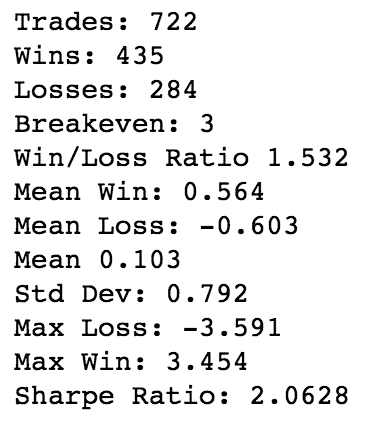 Trades: 722
Wins: 435
Losses: 284
Breakeven: 3
Win/Loss Ratio 1.532
Mean Win: 0.564
Mean Loss: -0.603
Mean 0.103
Std Dev: 0.792
Max Loss: -3.591
Max Win: 3.454
Sharpe Ratio: 2.0628